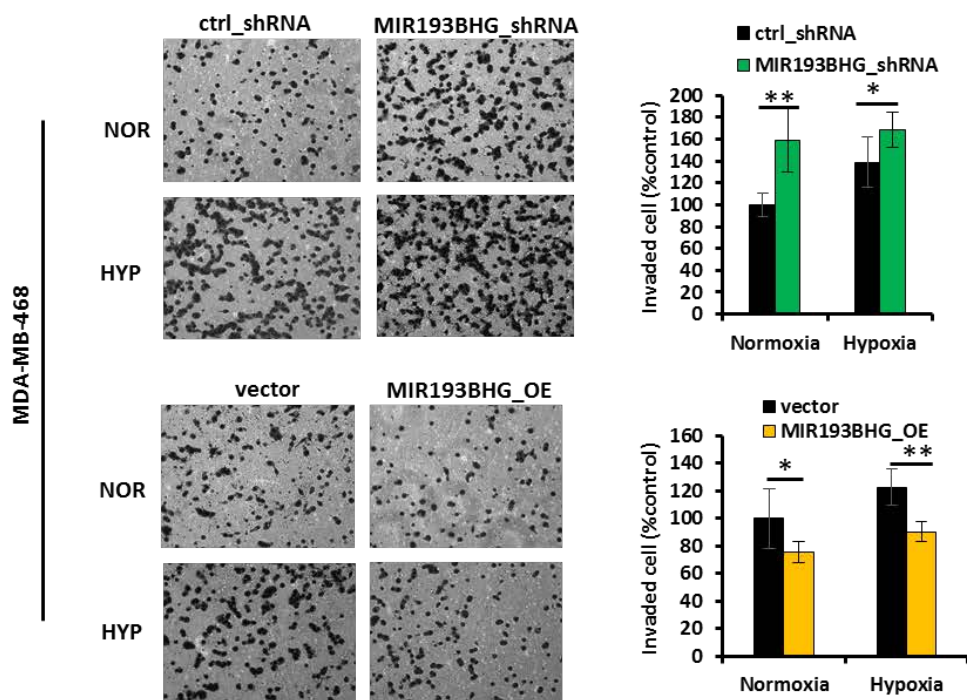 MDA-MB-468
ctrl_shRNA MIR193BHG_shRNA
NOR
HYP
ctrl_shRNA
MIR193BHG_shRNA
Invaded cell (%control)
200
180
160
140
120
100
80
60
40
20
0
** *
Normoxia Hypoxia
vector MIR193BHG_OE
NOR
HYP
vector
MIR193BHG_OE
Invaded cell (%control)
160
140
120
100
80
60
40
20
0
* **
Normoxia Hypoxia